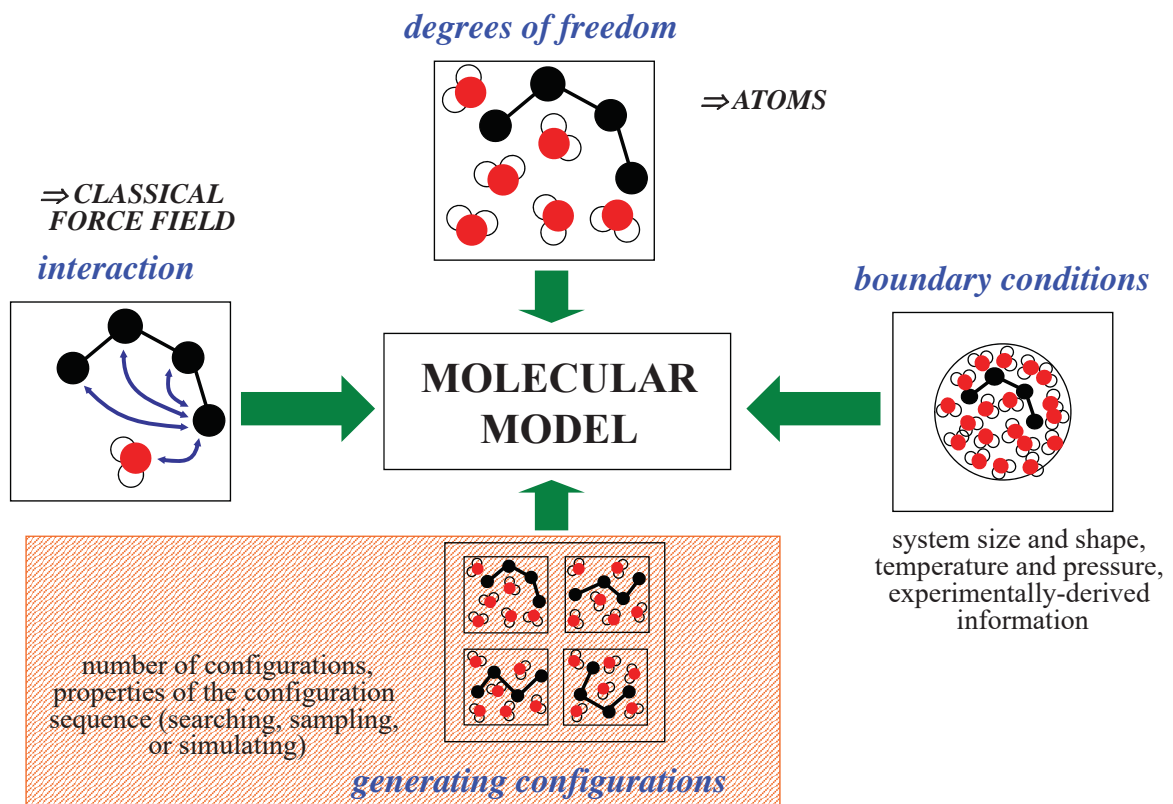 degrees of freedom
⇒ ATOMS
⇒ CLASSICAL
FORCE FIELD
interaction
boundary conditions
MOLECULAR
MODEL
system size and shape,
temperature and pressure,
experimentally-derived
information
number of configurations,
properties of the configuration
sequence (searching, sampling,
or simulating)
generating configurations